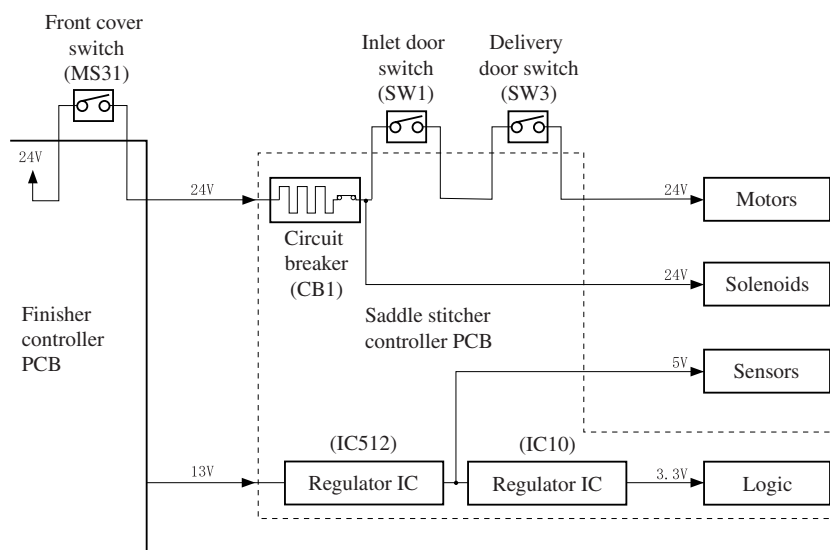 Front cover
switch
(MS31)
Inlet door
switch
(SW1)
Delivery
door switch
(SW3)
24V
24V
24V
Motors
Circuit
breaker
(CB1)
24V
Solenoids
Finisher
controller
PCB
Saddle stitcher
controller PCB
5V
Sensors
(IC512)
(IC10)
13V
Regulator IC
Regulator IC
3.3V
Logic